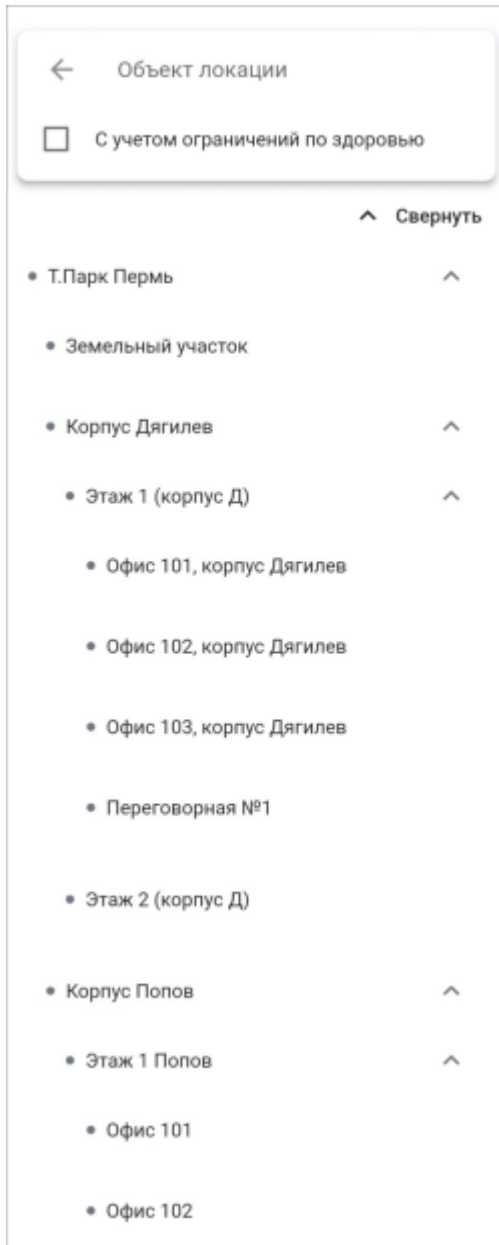 Объект локации
С учетом ограничений по здоровью
Свернуть
Т.Парк Пермь
Земельный участок
Корпус Дягилев
Этаж 1 (корпус Д)
Офис 101, корпус Дягилев
Офис 102, корпус Дягилев
Офис 103, корпус Дягилев
Переговорная №1
Этаж 2 (корпус Д)
Корпус Попов
Этаж 1 Попов
Офис 101
Офис 102